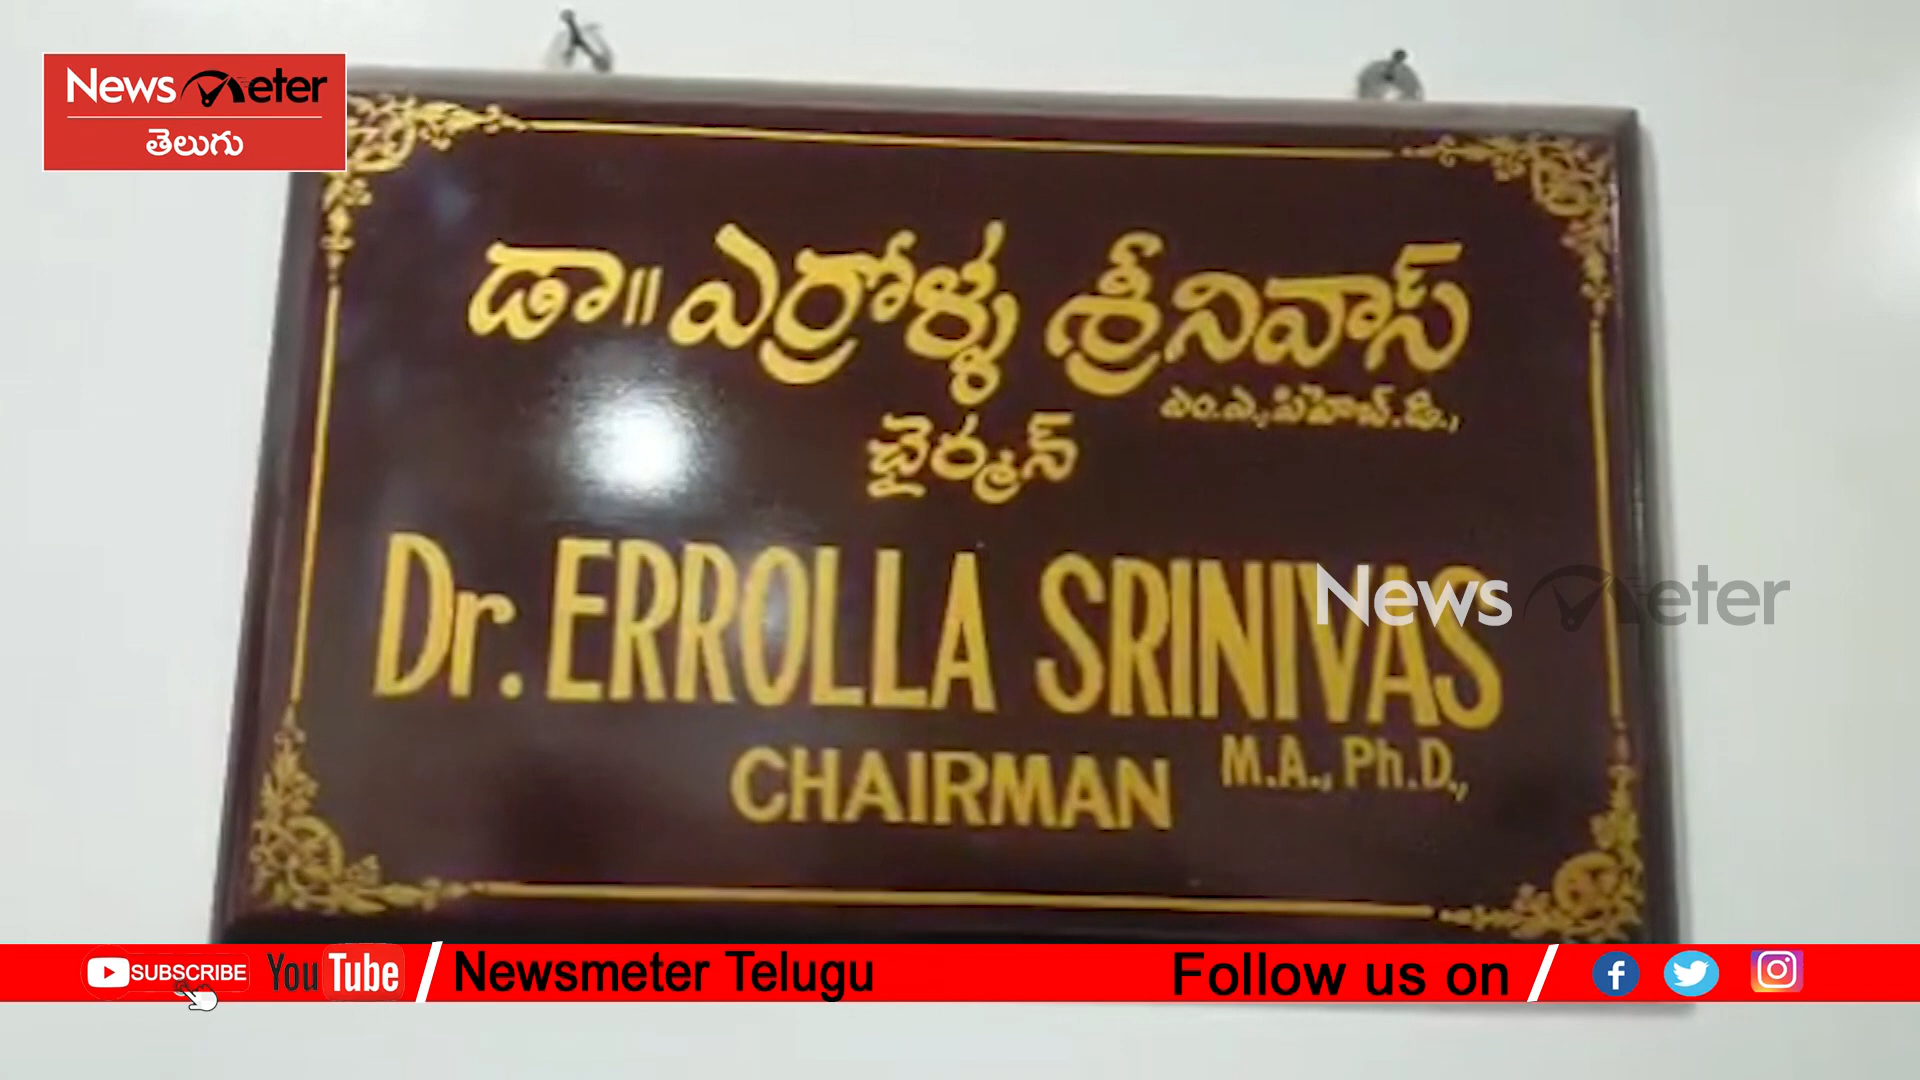 News Meter
తెలుగు
డా॥ ఎర్రోళ్ళ శ్రీనివాస్
ఎం.ఎ., పిహెచ్.డి.,
ఛైర్మన్
Dr. ERROLLA SRINIVAS
M.A., Ph.D.,
CHAIRMAN
News Meter
SUBSCRIBE YouTube / Newsmeter Telugu Follow us on /